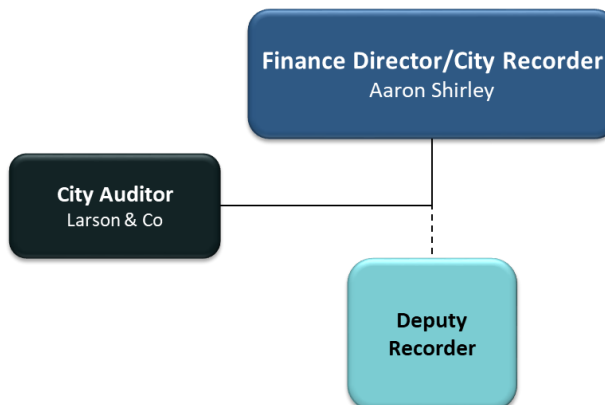 Finance Director/City Recorder
Aaron Shirley
City Auditor
Larson & Co
Deputy
Recorder